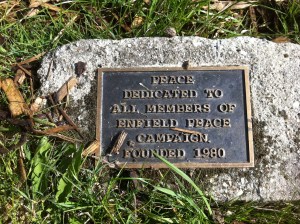 PEACE
DEDICATED TO
ALL MEMBERS OF
ENFIELD PEACE
CAMPAIGN.
FOUNDED 1980